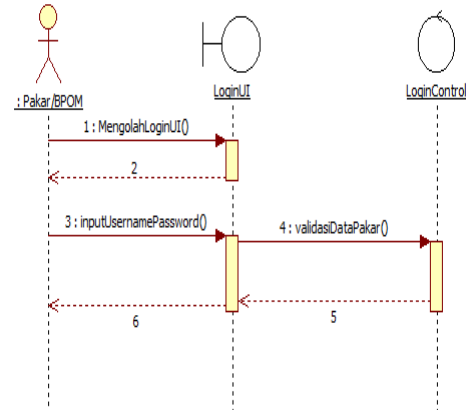 : Pakar/BPOM
LoginUI
LoginControl
1 : MengolahLoginUI()
2
3 : inputUsernamePassword()
4 : validasiDataPakar()
5
6